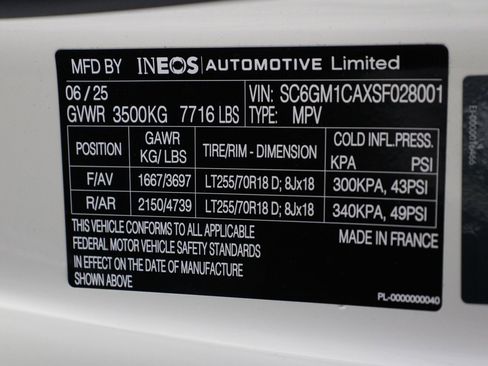 MFD BY INEOS AUTOMOTIVE Limited
06 / 25 VIN: SC6GM1CAXSF028001
GVWR 3500KG 7716 LBS TYPE: MPV
POSITION GAWR KG/ LBS TIRE/RIM - DIMENSION COLD INFL.PRESS. KPA PSI
F/AV 1667/3697 LT255/70R18 D; 8Jx18 300KPA, 43PSI
R/AR 2150/4739 LT255/70R18 D; 8Jx18 340KPA, 49PSI
THIS VEHICLE CONFORMS TO ALL APPLICABLE MADE IN FRANCE
FEDERAL MOTOR VEHICLE SAFETY STANDARDS
IN EFFECT ON THE DATE OF MANUFACTURE
SHOWN ABOVE
PL-0000000040